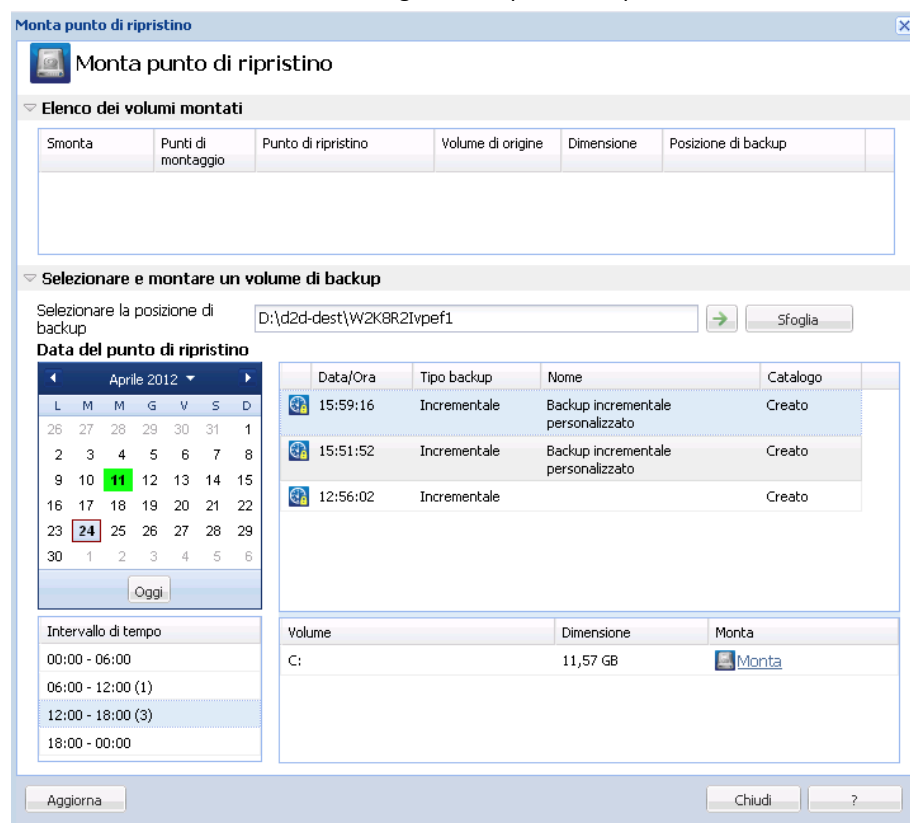 Monta punto di ripristino
Monta punto di ripristino
Elenco dei volumi montati
Smonta Punti di montaggio Punto di ripristino Volume di origine Dimensione Posizione di backup
Selezionare e montare un volume di backup
Selezionare la posizione di backup D:\d2d-dest\W2K8R2Ivpef1 Sfoglia
Data del punto di ripristino
Aprile 2012
L M M G V S D
26 27 28 29 30 31 1
2 3 4 5 6 7 8
9 10 11 12 13 14 15
16 17 18 19 20 21 22
23 24 25 26 27 28 29
30 1 2 3 4 5 6
Oggi
Data/Ora Tipo backup Nome Catalogo
15:59:16 Incrementale Backup incrementale personalizzato Creato
15:51:52 Incrementale Backup incrementale personalizzato Creato
12:56:02 Incrementale Creato
Intervallo di tempo
00:00 - 06:00
06:00 - 12:00 (1)
12:00 - 18:00 (3)
18:00 - 00:00
Volume Dimensione Monta
C: 11,57 GB Monta
Aggiorna Chiudi ?